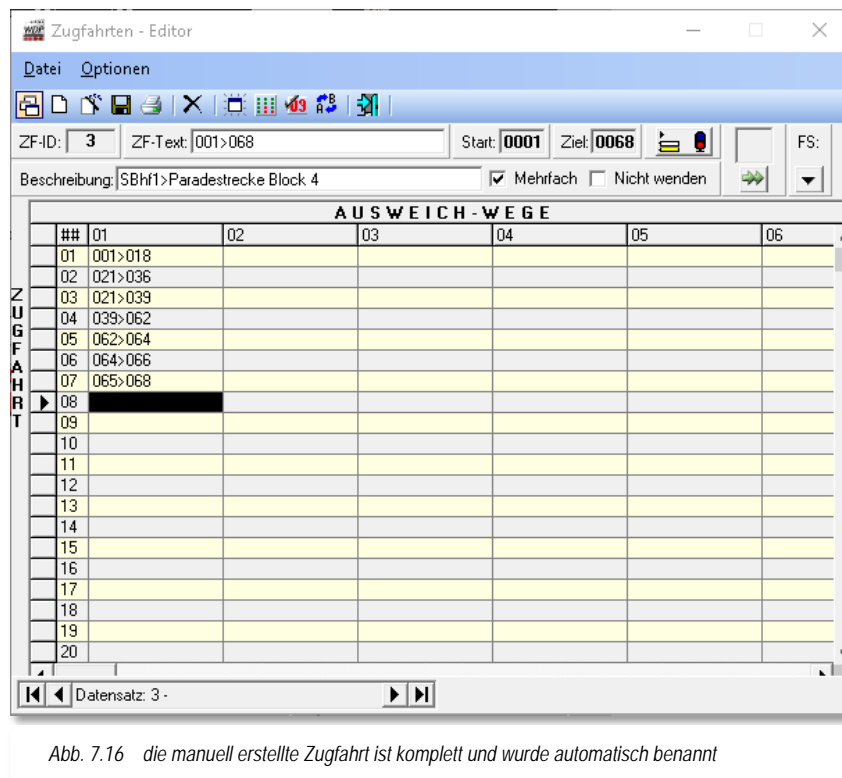 Zugfahrten - Editor
Datei Optionen
ZF-ID: 3 ZF-Text: 001>068 Start: 0001 Ziel: 0068 FS:
Beschreibung: SBhf1>Paradestrecke Block 4 Mehrfach Nicht wenden
AUSWEICH-WEGE
## 01 02 03 04 05 06
ZUGFAHRT
01 001>018
02 021>036
03 021>039
04 039>062
05 062>064
06 064>066
07 065>068
08
09
10
11
12
13
14
15
16
17
18
19
20
Datensatz: 3 -
Abb. 7.16 die manuell erstellte Zugfahrt ist komplett und wurde automatisch benannt